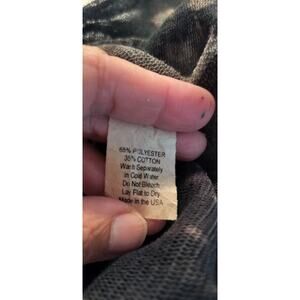 65% POLYESTER
35% COTTON
Wash Separately
in Cold Water
Do Not Bleach
Lay Flat to Dry
Made in the USA